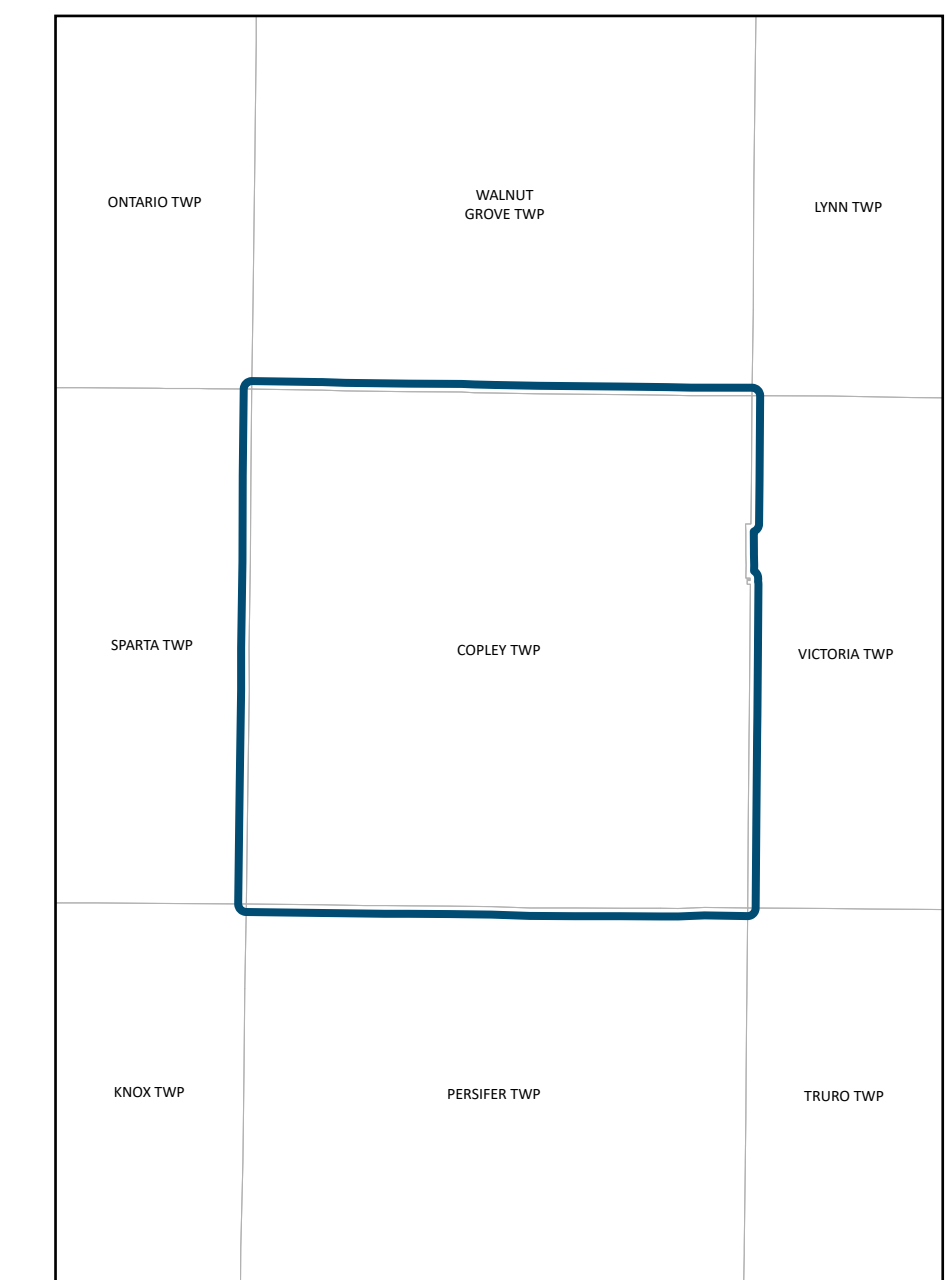 ONTARIO TWP
WALNUT
GROVE TWP
LYNN TWP
SPARTA TWP
COPLEY TWP
VICTORIA TWP
KNOX TWP
PERSIFER TWP
TRURO TWP